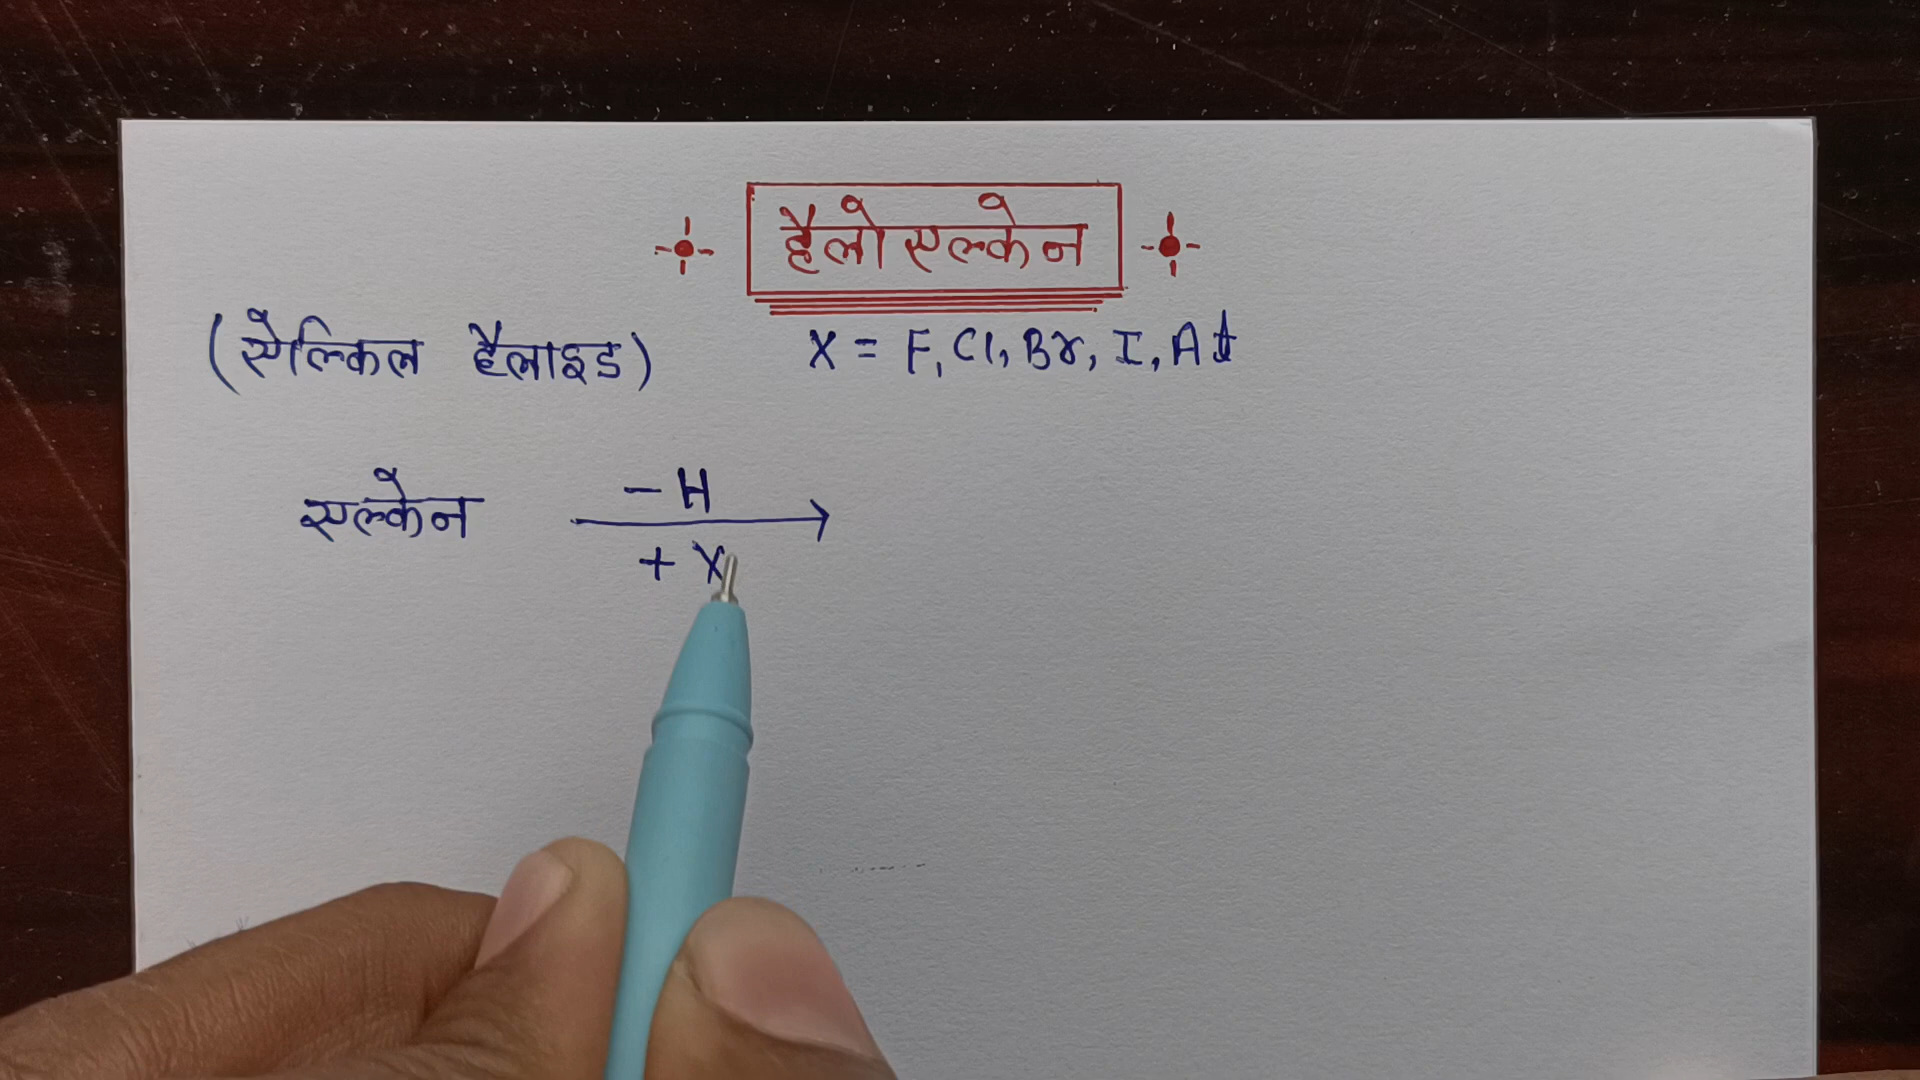 हैलोएल्केन
(ऐल्किल हैलाइड) X = F, Cl, Br, I, At
एल्केन - H
+ X